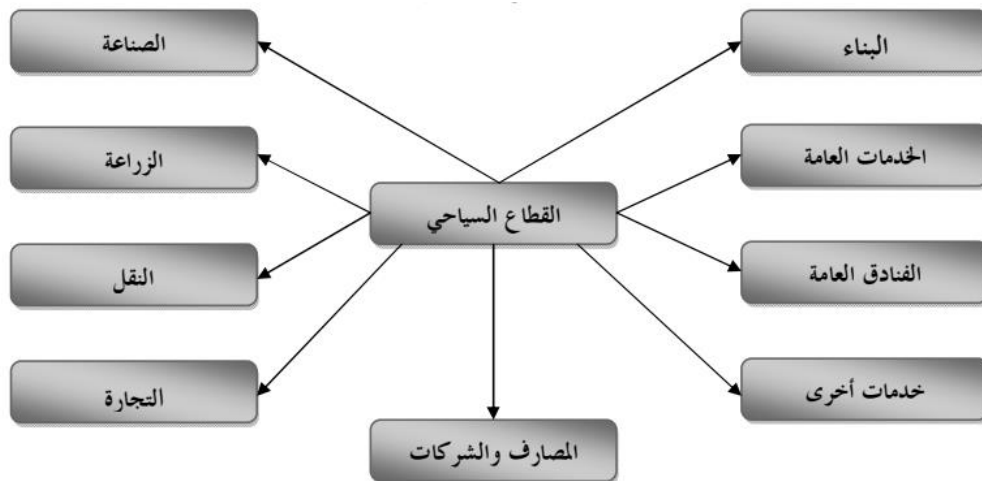 البناء
الصناعة
الخدمات العامة
الزراعة
القطاع السياحي
الفنادق العامة
النقل
خدمات أخرى
التجارة
المصارف والشركات